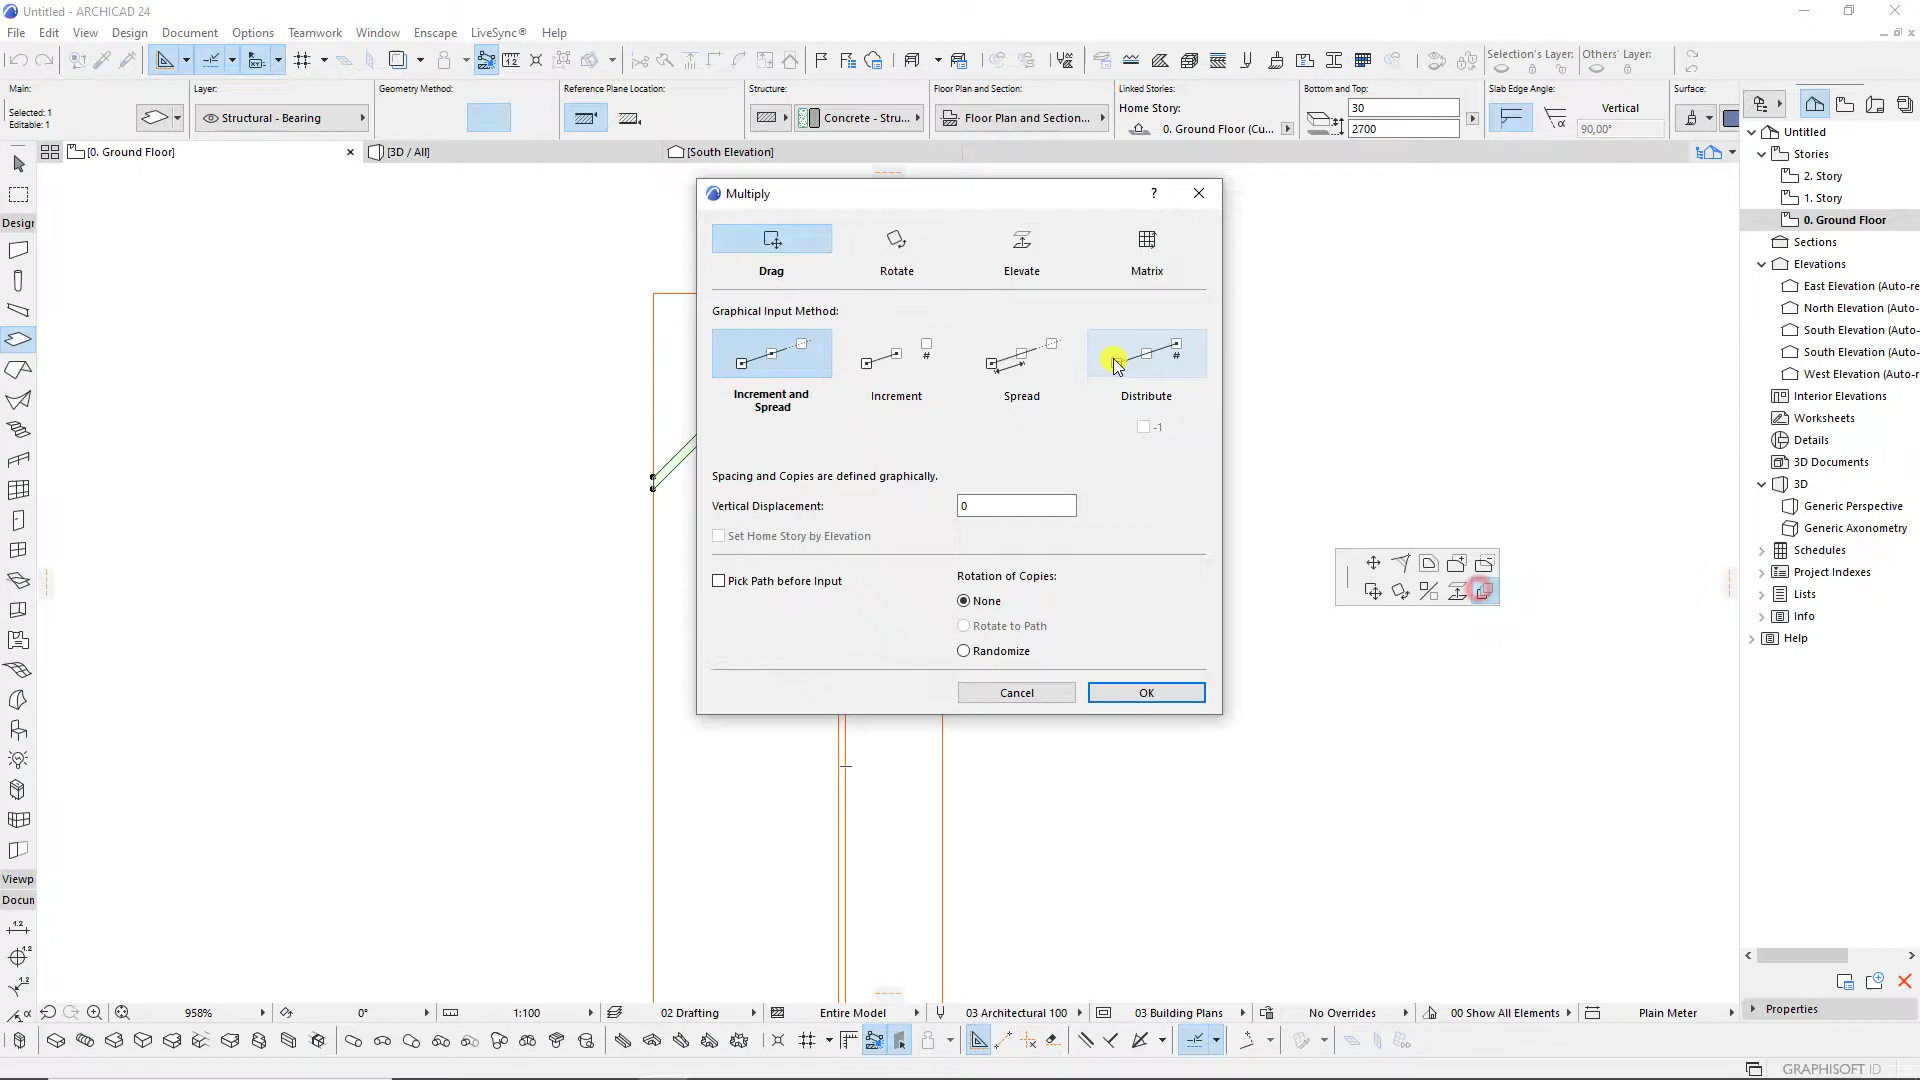 Untitled - ARCHICAD 24
File Edit View Design Document Options Teamwork Window Enscape LiveSync® Help
Selection's Layer: Others' Layer:
Main: Layer: Geometry Method: Reference Plane Location: Structure: Floor Plan and Section: Linked Stories: Bottom and Top: Slab Edge Angle: Surface:
Selected: 1
Editable: 1
Structural - Bearing
Concrete - Stru...
Floor Plan and Section...
Home Story:
0. Ground Floor (Cu...
30
2700
Vertical
90,00°
[0. Ground Floor] [3D / All] [South Elevation]
Design
Viewp
Docun
Multiply
Drag Rotate Elevate Matrix
Graphical Input Method:
#
#
Increment and
Spread
Increment Spread Distribute
-1
Spacing and Copies are defined graphically.
Vertical Displacement: 0
Set Home Story by Elevation
Pick Path before Input
Rotation of Copies:
None
Rotate to Path
Randomize
Cancel OK
Untitled
Stories
2. Story
1. Story
0. Ground Floor
Sections
Elevations
East Elevation (Auto-re
North Elevation (Auto-
South Elevation (Auto-
South Elevation (Auto-
West Elevation (Auto-r
Interior Elevations
Worksheets
Details
3D Documents
3D
Generic Perspective
Generic Axonometry
Schedules
Project Indexes
Lists
Info
Help
Properties
958% 0° 1:100 02 Drafting Entire Model 03 Architectural 100 03 Building Plans No Overrides 00 Show All Elements Plain Meter
GRAPHISOFT ID